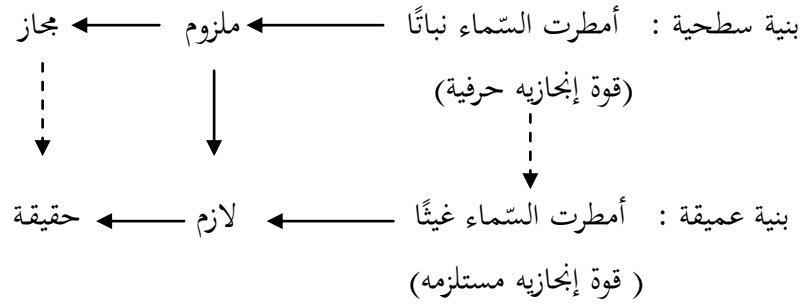 بنية سطحية : أمطرت السّماء نباتًا ملزوم مجاز
(قوة إنجازيه حرفية)
بنية عميقة : أمطرت السّماء غيثًا لازم حقيقة
( قوة إنجازيه مستلزمه)